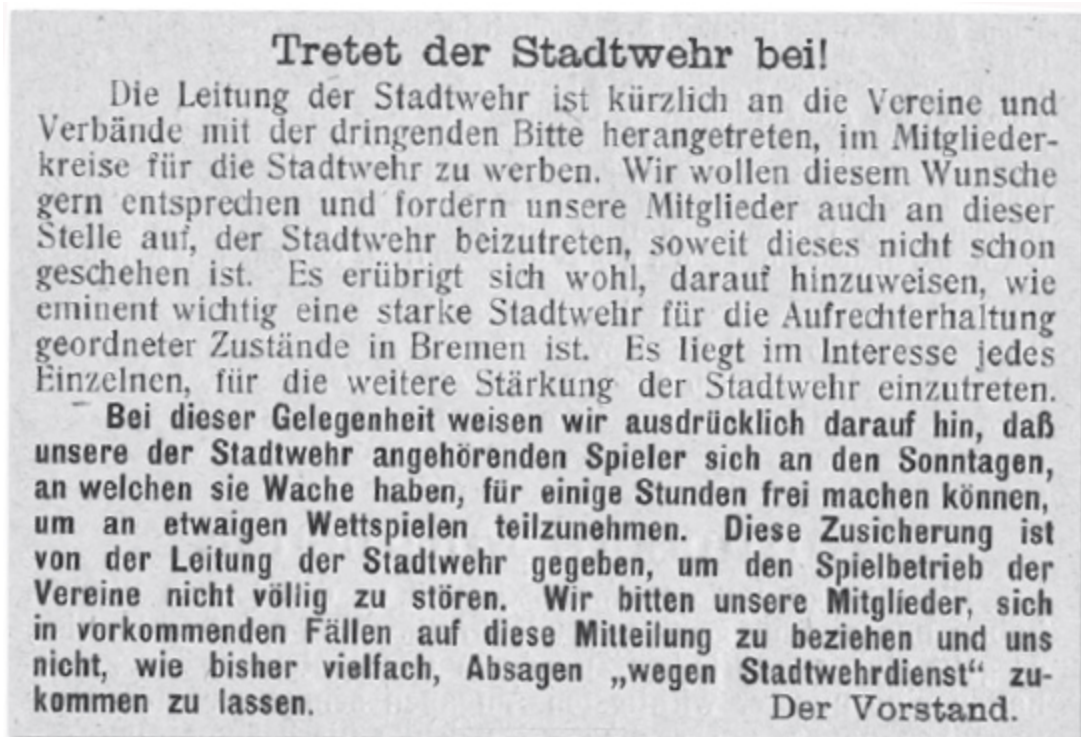 Tretet der Stadtwehr bei!
Die Leitung der Stadtwehr ist kürzlich an die Vereine und
Verbände mit der dringenden Bitte herangetreten, im Mitglieder-
kreise für die Stadtwehr zu werben. Wir wollen diesem Wunsche
gern entsprechen und fordern unsere Mitglieder auch an dieser
Stelle auf, der Stadtwehr beizutreten, soweit dieses nicht schon
geschehen ist. Es erübrigt sich wohl, darauf hinzuweisen, wie
eminent wichtig eine starke Stadtwehr für die Aufrechterhaltung
geordneter Zustände in Bremen ist. Es liegt im Interesse jedes
Einzelnen, für die weitere Stärkung der Stadtwehr einzutreten.
Bei dieser Gelegenheit weisen wir ausdrücklich darauf hin, daß
unsere der Stadtwehr angehörenden Spieler sich an den Sonntagen,
an welchen sie Wache haben, für einige Stunden frei machen können,
um an etwaigen Wettspielen teilzunehmen. Diese Zusicherung ist
von der Leitung der Stadtwehr gegeben, um den Spielbetrieb der
Vereine nicht völlig zu stören. Wir bitten unsere Mitglieder, sich
in vorkommenden Fällen auf diese Mitteilung zu beziehen und uns
nicht, wie bisher vielfach, Absagen „wegen Stadtwehrdienst“ zu-
kommen zu lassen. Der Vorstand.